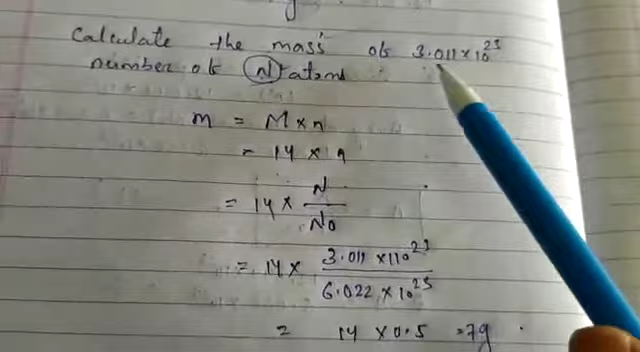 Calculate the mass of 3.011×10²³
number of N atoms
m = M×n
= 14×n
= 14× N/N₀
= 14× 3.011×10²³/6.022×10²³
= 14×0.5 =7g.